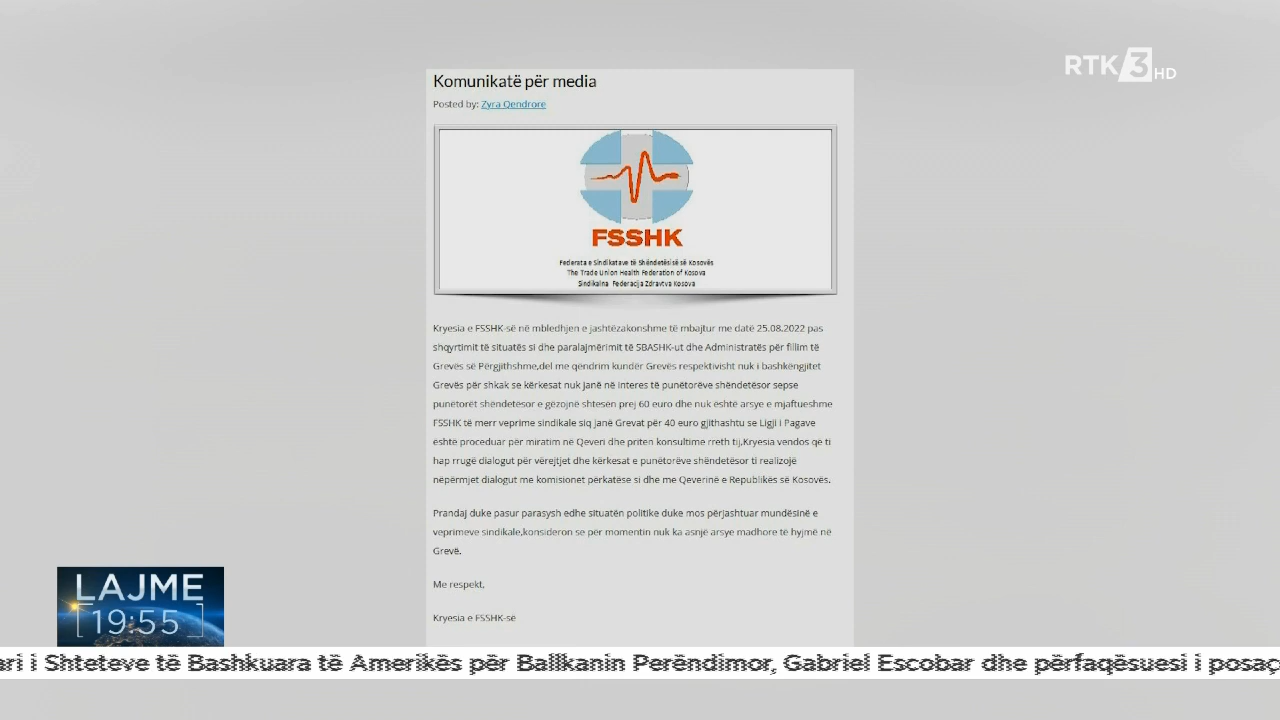 RTK 3 HD
Komunikatë për media
Posted by: Zyra Qendrore
FSSHK
Federata e Sindikatave të Shëndetësisë së Kosovës
The Trade Union Health Federation of Kosova
Sindikalna Federacija Zdravtva Kosova
Kryesia e FSSHK-së në mbledhjen e jashtëzakonshme të mbajtur me datë 25.08.2022 pas
shqyrtimit të situatës si dhe paralajmërimit të SBASHK-ut dhe Administratës për fillim të
Grevës së Përgjithshme,del me qendrim kundër Grevës respektivisht nuk i bashkëngjitet
Grevës për shkak se kërkesat nuk janë në interes të punëtorëve shëndetësor sepse
punëtorët shëndetësor e gëzojnë shtesën prej 60 euro dhe nuk është arsye e mjaftueshme
FSSHK të merr veprime sindikale siq janë Grevat për 40 euro gjithashtu se Ligji i Pagave
është proceduar për miratim në Qeveri dhe priten konsultime rreth tij,Kryesia vendos që ti
hap rrugë dialogut për vërejtjet dhe kërkesat e punëtorëve shëndetësor ti realizojë
nëpërmjet dialogut me komisionet përkatëse si dhe me Qeverinë e Republikës së Kosovës.
Prandaj duke pasur parasysh edhe situatën politike duke mos përjashtuar mundësinë e
veprimeve sindikale,konsideron se për momentin nuk ka asnjë arsye madhore të hyjmë në
Grevë.
Me respekt,
Kryesia e FSSHK-së
LAJME
19:55
ari i Shteteve të Bashkuara të Amerikës për Ballkanin Perëndimor, Gabriel Escobar dhe përfaqësuesi i posaç